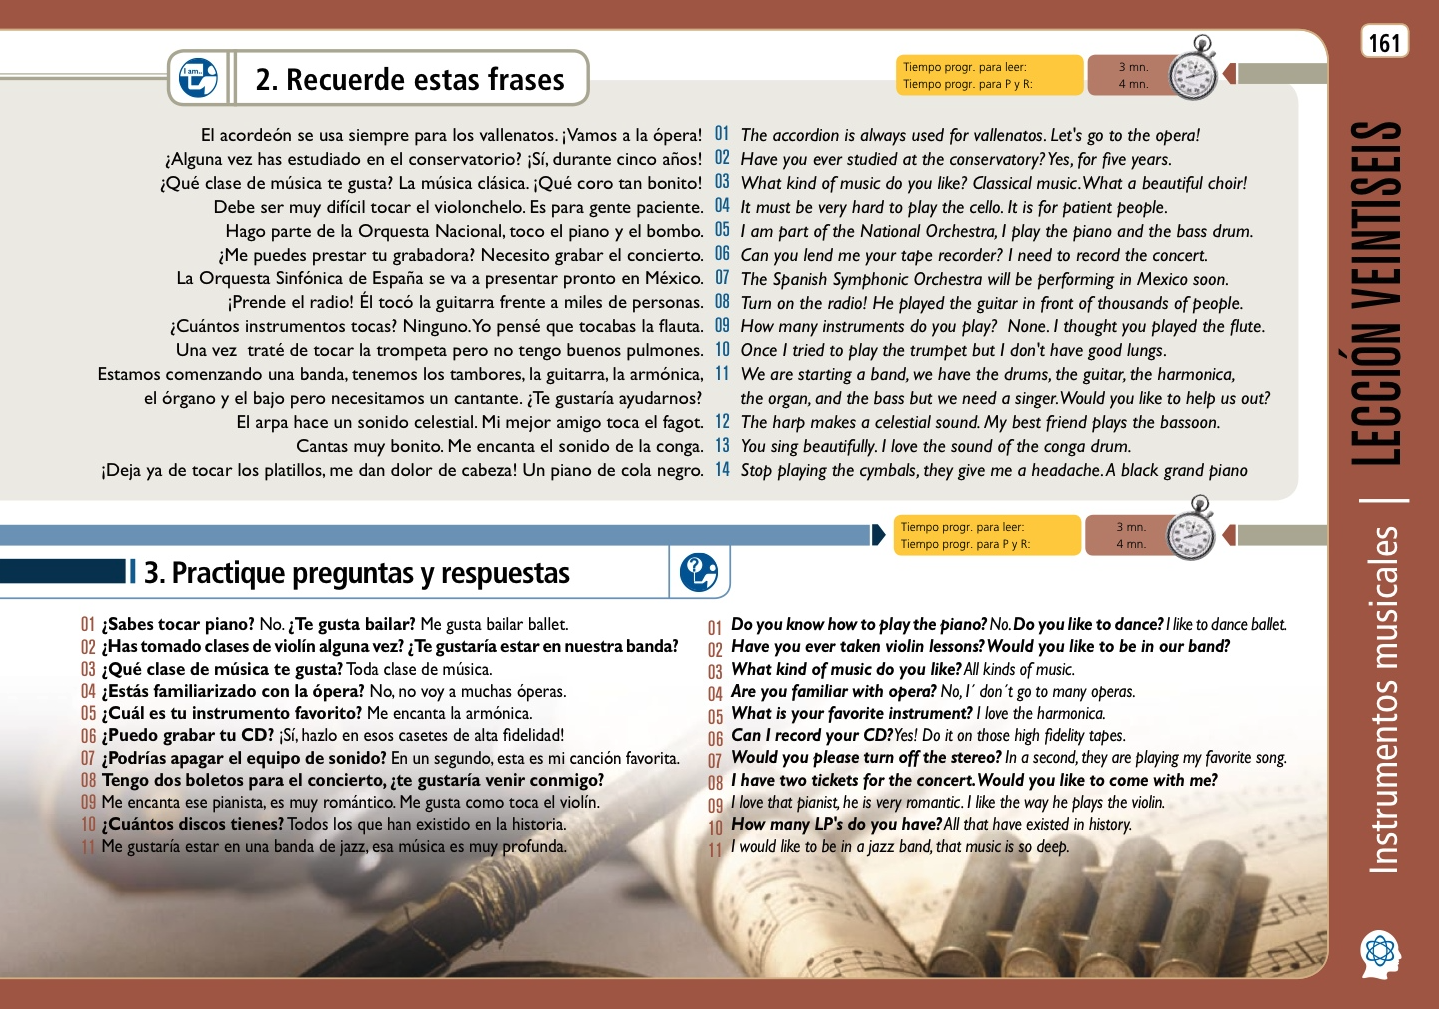 161
I am...
2. Recuerde estas frases
Tiempo progr. para leer: 3 mn.
Tiempo progr. para P y R: 4 mn.
El acordeón se usa siempre para los vallenatos. ¡Vamos a la ópera! 01 The accordion is always used for vallenatos. Let's go to the opera!
¿Alguna vez has estudiado en el conservatorio? ¡Sí, durante cinco años! 02 Have you ever studied at the conservatory? Yes, for five years.
¿Qué clase de música te gusta? La música clásica. ¡Qué coro tan bonito! 03 What kind of music do you like? Classical music. What a beautiful choir!
Debe ser muy difícil tocar el violonchelo. Es para gente paciente. 04 It must be very hard to play the cello. It is for patient people.
Hago parte de la Orquesta Nacional, toco el piano y el bombo. 05 I am part of the National Orchestra, I play the piano and the bass drum.
¿Me puedes prestar tu grabadora? Necesito grabar el concierto. 06 Can you lend me your tape recorder? I need to record the concert.
La Orquesta Sinfónica de España se va a presentar pronto en México. 07 The Spanish Symphonic Orchestra will be performing in Mexico soon.
¡Prende el radio! Él tocó la guitarra frente a miles de personas. 08 Turn on the radio! He played the guitar in front of thousands of people.
¿Cuántos instrumentos tocas? Ninguno. Yo pensé que tocabas la flauta. 09 How many instruments do you play? None. I thought you played the flute.
Una vez traté de tocar la trompeta pero no tengo buenos pulmones. 10 Once I tried to play the trumpet but I don't have good lungs.
Estamos comenzando una banda, tenemos los tambores, la guitarra, la armónica, 11 We are starting a band, we have the drums, the guitar, the harmonica,
el órgano y el bajo pero necesitamos un cantante. ¿Te gustaría ayudarnos? the organ, and the bass but we need a singer. Would you like to help us out?
El arpa hace un sonido celestial. Mi mejor amigo toca el fagot. 12 The harp makes a celestial sound. My best friend plays the bassoon.
Cantas muy bonito. Me encanta el sonido de la conga. 13 You sing beautifully. I love the sound of the conga drum.
¡Deja ya de tocar los platillos, me dan dolor de cabeza! Un piano de cola negro. 14 Stop playing the cymbals, they give me a headache. A black grand piano
Tiempo progr. para leer: 3 mn.
Tiempo progr. para P y R: 4 mn.
3. Practique preguntas y respuestas
?
01 ¿Sabes tocar piano? No. ¿Te gusta bailar? Me gusta bailar ballet.
02 ¿Has tomado clases de violín alguna vez? ¿Te gustaría estar en nuestra banda?
03 ¿Qué clase de música te gusta? Toda clase de música.
04 ¿Estás familiarizado con la ópera? No, no voy a muchas óperas.
05 ¿Cuál es tu instrumento favorito? Me encanta la armónica.
06 ¿Puedo grabar tu CD? ¡Sí, hazlo en esos casetes de alta fidelidad!
07 ¿Podrías apagar el equipo de sonido? En un segundo, esta es mi canción favorita.
08 Tengo dos boletos para el concierto, ¿te gustaría venir conmigo?
09 Me encanta ese pianista, es muy romántico. Me gusta como toca el violín.
10 ¿Cuántos discos tienes? Todos los que han existido en la historia.
11 Me gustaría estar en una banda de jazz, esa música es muy profunda.
01 Do you know how to play the piano? No. Do you like to dance? I like to dance ballet.
02 Have you ever taken violin lessons? Would you like to be in our band?
03 What kind of music do you like? All kinds of music.
04 Are you familiar with opera? No, I´ don´t go to many operas.
05 What is your favorite instrument? I love the harmonica.
06 Can I record your CD? Yes! Do it on those high fidelity tapes.
07 Would you please turn off the stereo? In a second, they are playing my favorite song.
08 I have two tickets for the concert. Would you like to come with me?
09 I love that pianist, he is very romantic. I like the way he plays the violin.
10 How many LP's do you have? All that have existed in history.
11 I would like to be in a jazz band, that music is so deep.
Instrumentos musicales | LECCIÓN VEINTISEIS